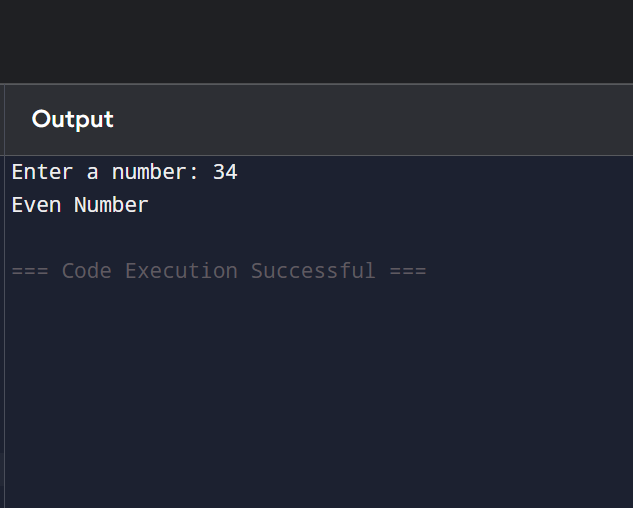 Output
Enter a number: 34
Even Number
=== Code Execution Successful ===